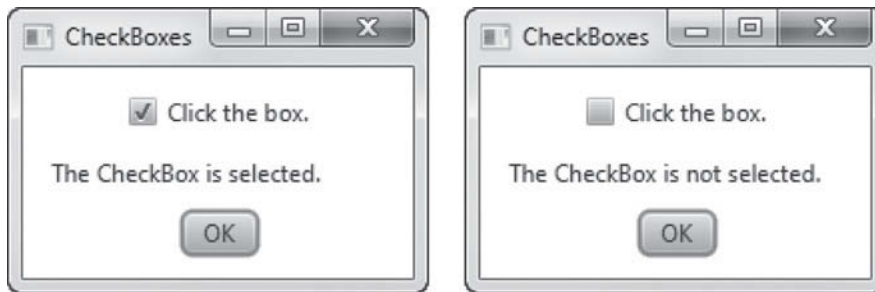 CheckBoxes
Click the box.
The CheckBox is selected.
OK
CheckBoxes
Click the box.
The CheckBox is not selected.
OK